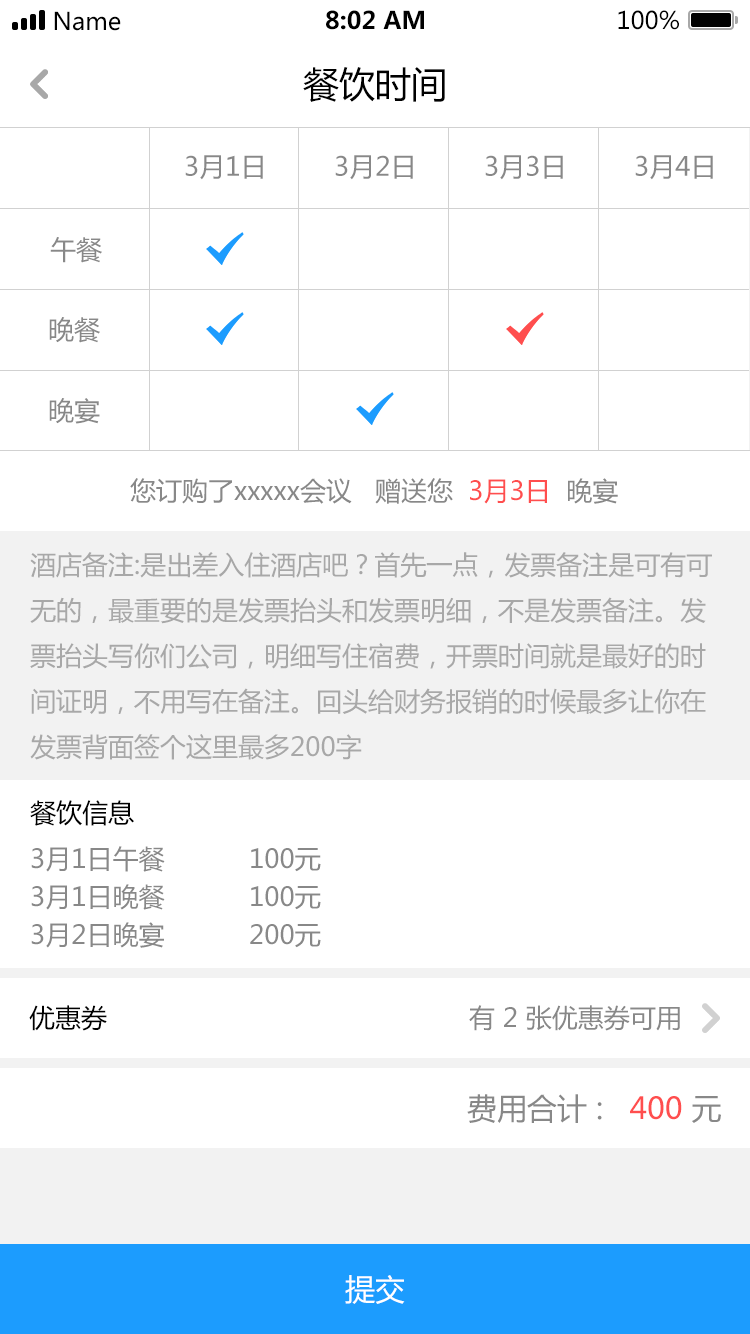 Name 8:02 AM 100%
餐饮时间
3月1日 3月2日 3月3日 3月4日
午餐
晚餐
晚宴
您订购了xxxxx会议 赠送您 3月3日 晚宴
酒店备注:是出差入住酒店吧？首先一点，发票备注是可有可
无的，最重要的是发票抬头和发票明细，不是发票备注。发
票抬头写你们公司，明细写住宿费，开票时间就是最好的时
间证明，不用写在备注。回头给财务报销的时候最多让你在
发票背面签个这里最多200字
餐饮信息
3月1日午餐 100元
3月1日晚餐 100元
3月2日晚宴 200元
优惠券 有 2 张优惠券可用
费用合计： 400 元
提交